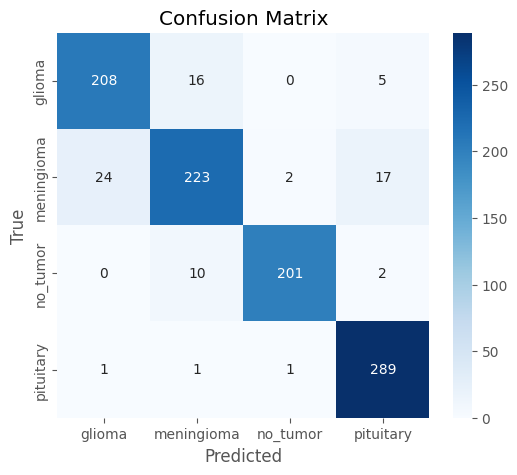 Confusion Matrix
True
glioma 208 16 0 5
meningioma 24 223 2 17
no_tumor 0 10 201 2
pituitary 1 1 1 289
glioma meningioma no_tumor pituitary
Predicted
250
200
150
100
50
0